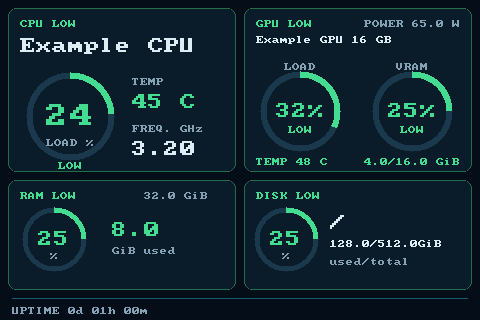 CPU LOW
Example CPU
24
LOAD %
LOW
TEMP
45 C
FREQ. GHz
3.20
GPU LOW POWER 65.0 W
Example GPU 16 GB
LOAD VRAM
32% 25%
LOW LOW
TEMP 48 C 4.0/16.0 GiB
RAM LOW 32.0 GiB
25
%
8.0
GiB used
DISK LOW
25
%
/
128.0/512.0GiB
used/total
UPTIME 0d 01h 00m